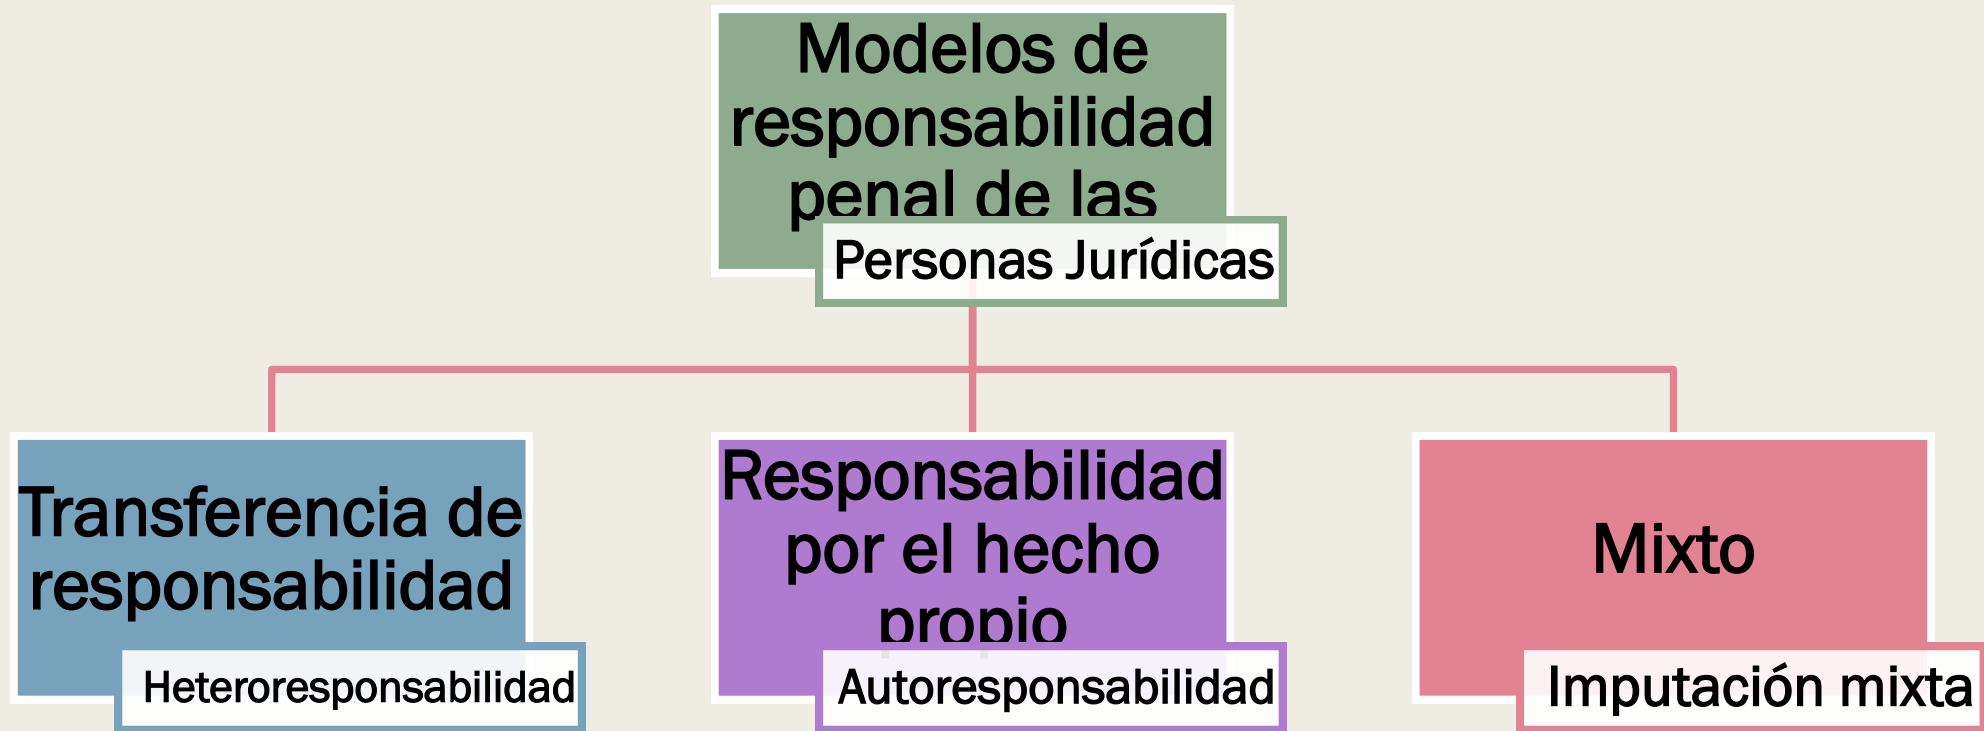 Modelos de
responsabilidad
penal de las
Personas Jurídicas
Transferencia de
responsabilidad
Heteroresponsabilidad
Responsabilidad
por el hecho
propio
Autoresponsabilidad
Mixto
Imputación mixta